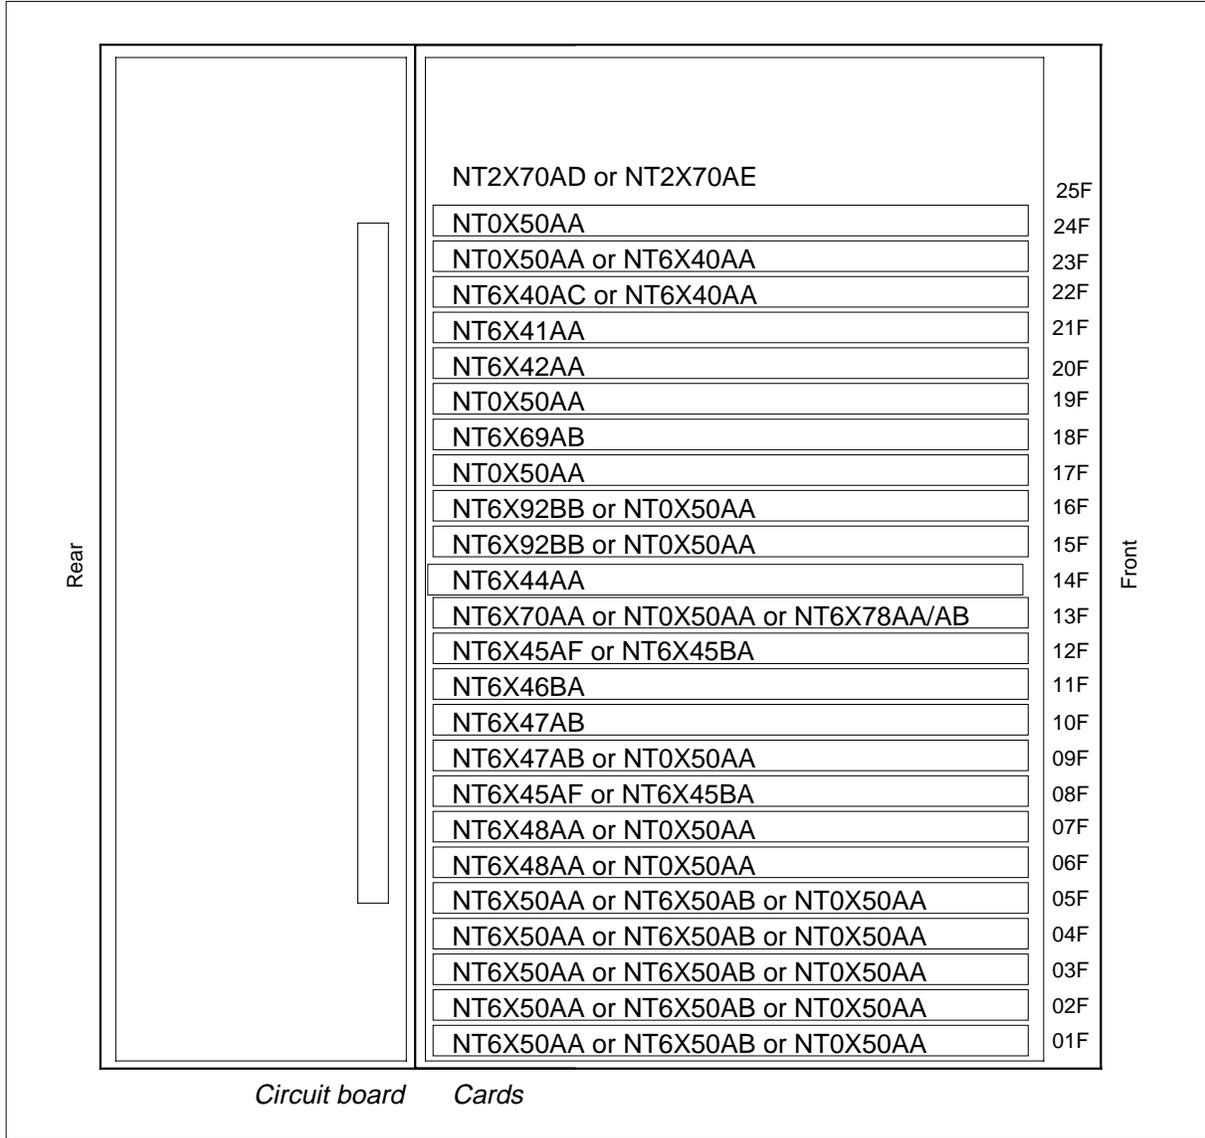 NT2X70AD or NT2X70AE 25F
NT0X50AA 24F
NT0X50AA or NT6X40AA 23F
NT6X40AC or NT6X40AA 22F
NT6X41AA 21F
NT6X42AA 20F
NT0X50AA 19F
NT6X69AB 18F
NT0X50AA 17F
NT6X92BB or NT0X50AA 16F
NT6X92BB or NT0X50AA 15F
Rear
NT6X44AA 14F
Front
NT6X70AA or NT0X50AA or NT6X78AA/AB 13F
NT6X45AF or NT6X45BA 12F
NT6X46BA 11F
NT6X47AB 10F
NT6X47AB or NT0X50AA 09F
NT6X45AF or NT6X45BA 08F
NT6X48AA or NT0X50AA 07F
NT6X48AA or NT0X50AA 06F
NT6X50AA or NT6X50AB or NT0X50AA 05F
NT6X50AA or NT6X50AB or NT0X50AA 04F
NT6X50AA or NT6X50AB or NT0X50AA 03F
NT6X50AA or NT6X50AB or NT0X50AA 02F
NT6X50AA or NT6X50AB or NT0X50AA 01F
Circuit board Cards